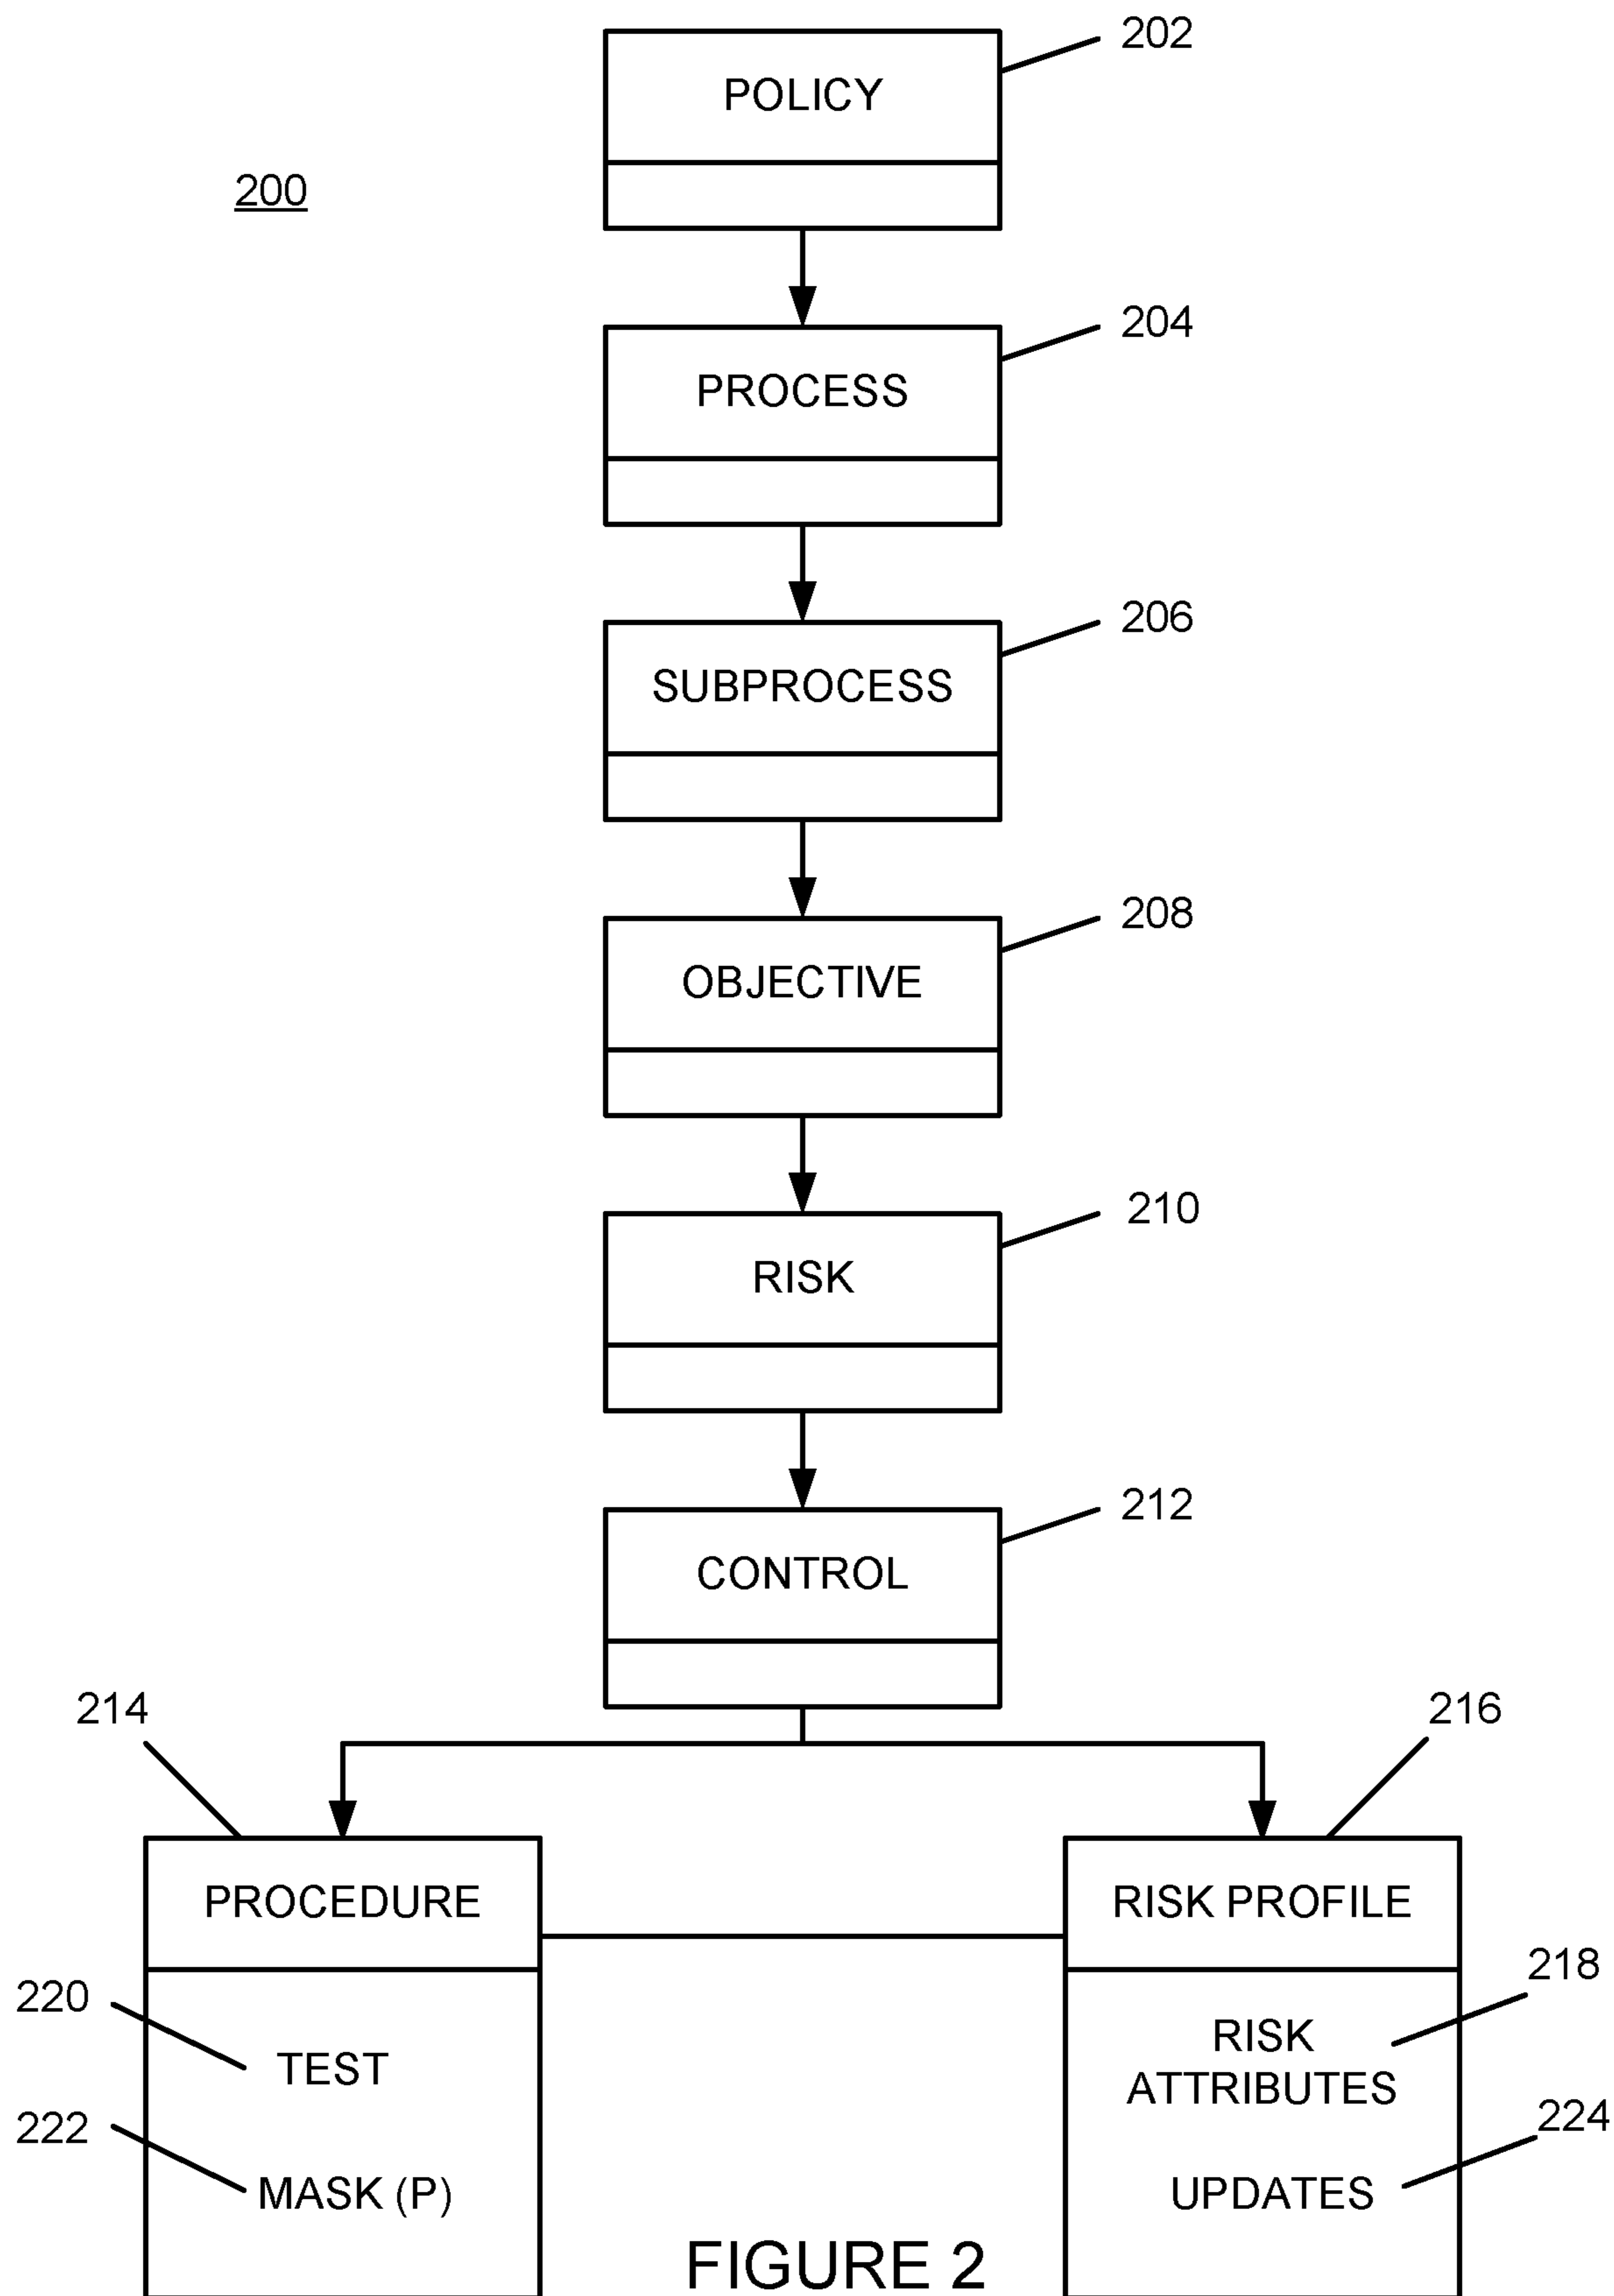 202
POLICY
200
204
PROCESS
206
SUBPROCESS
208
OBJECTIVE
210
RISK
212
CONTROL
214
216
PROCEDURE
RISK PROFILE
218
220
TEST
RISK
ATTRIBUTES
222
224
MASK (P)
UPDATES
FIGURE 2